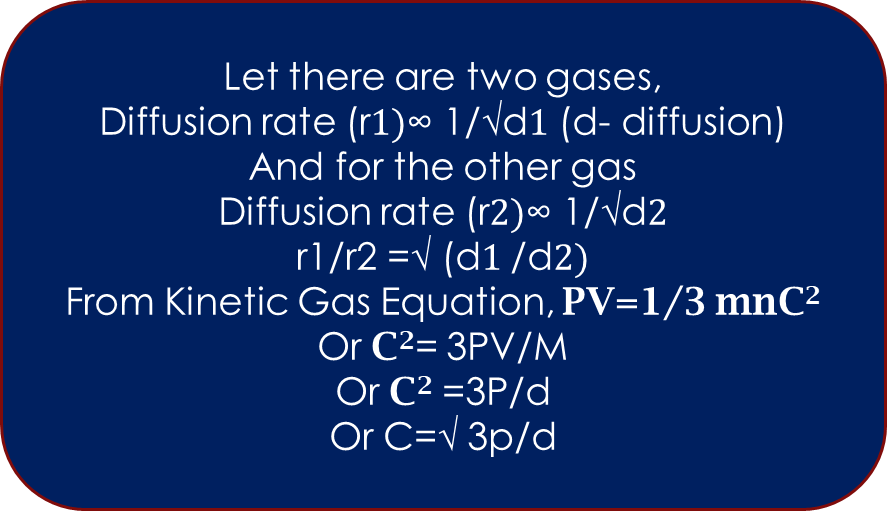 Let there are two gases,
Diffusion rate (r1)∞ 1/√d1 (d- diffusion)
And for the other gas
Diffusion rate (r2)∞ 1/√d2
r1/r2 =√ (d1 /d2)
From Kinetic Gas Equation, PV=1/3 mnC²
Or C²= 3PV/M
Or C² =3P/d
Or C=√ 3p/d